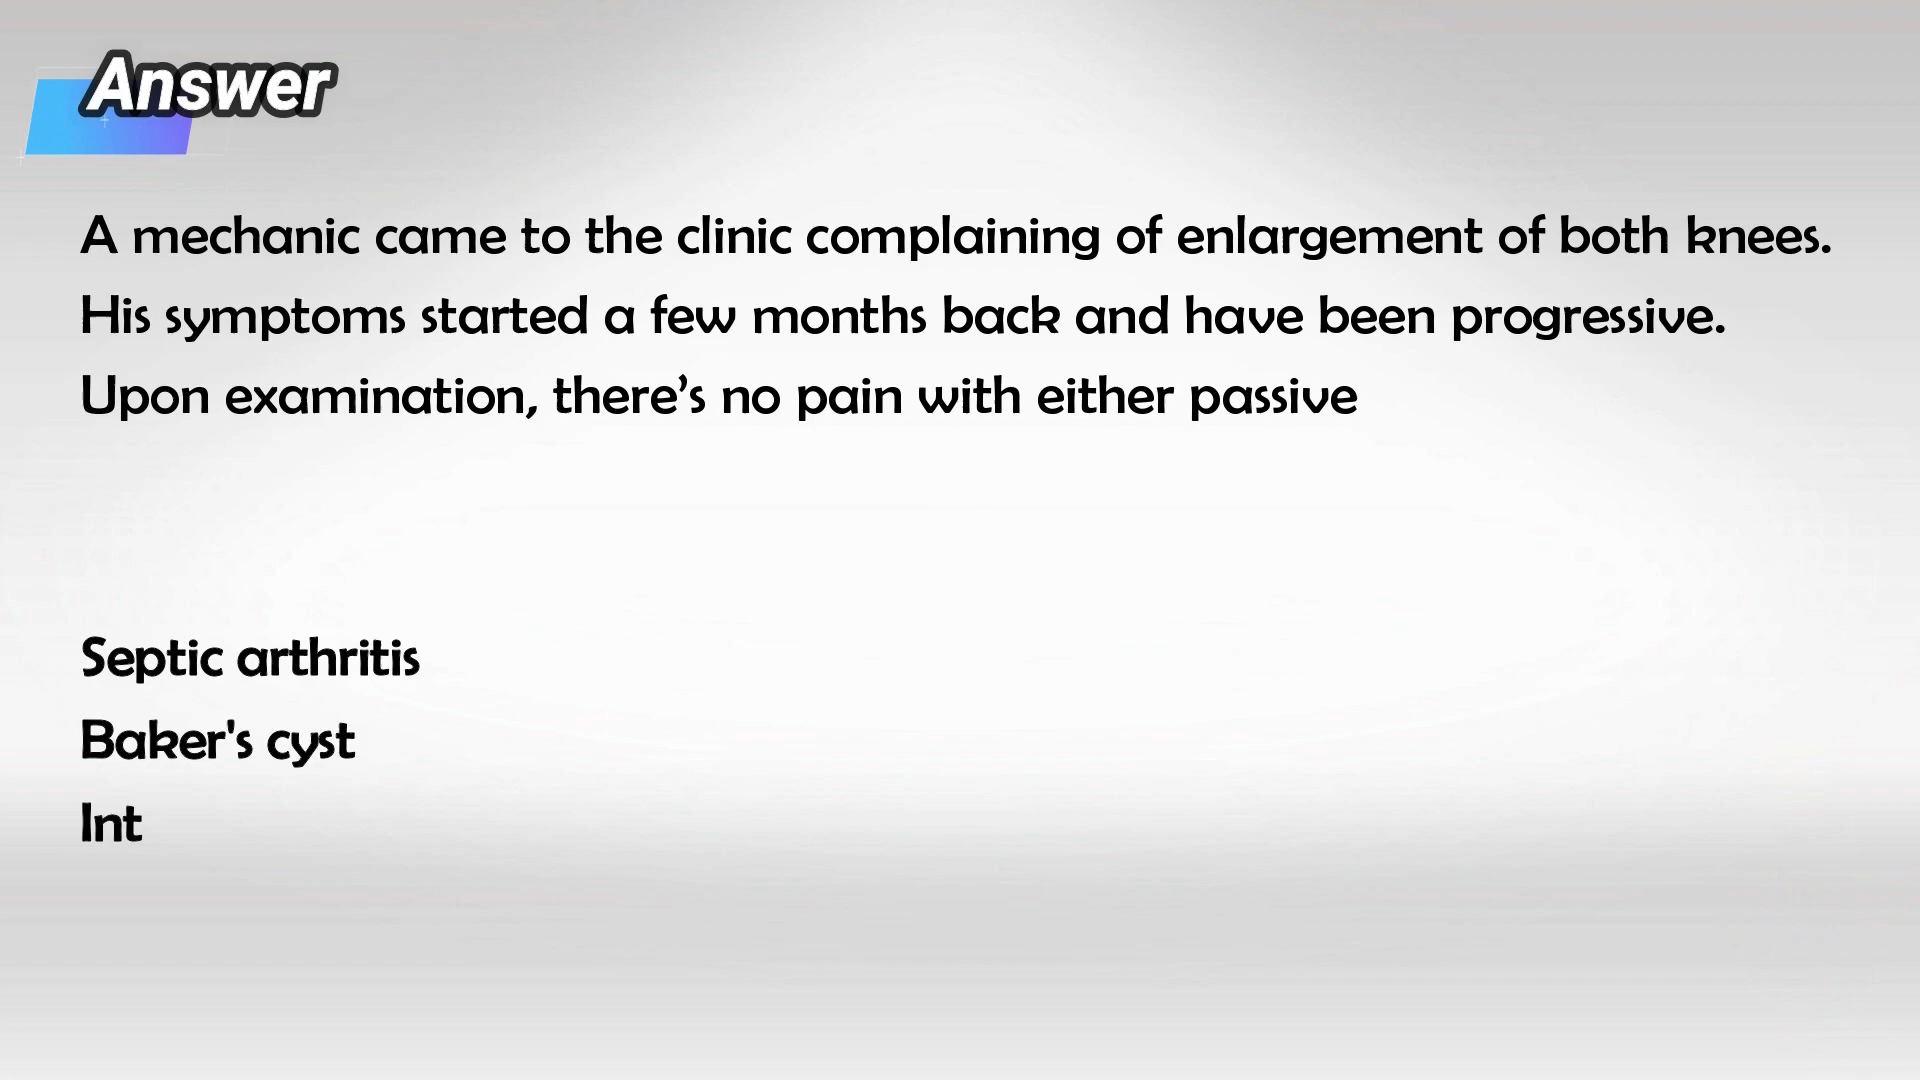 Answer
A mechanic came to the clinic complaining of enlargement of both knees.
His symptoms started a few months back and have been progressive.
Upon examination, there’s no pain with either passive
Septic arthritis
Baker's cyst
Int